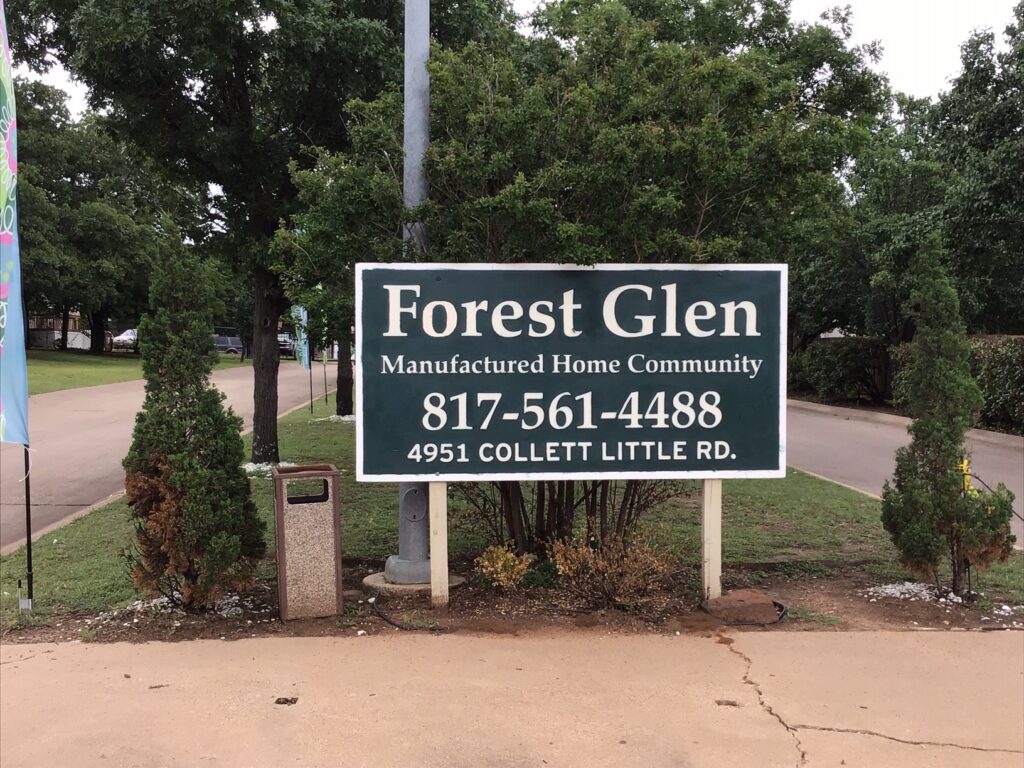 Forest Glen
Manufactured Home Community
817-561-4488
4951 COLLETT LITTLE RD.